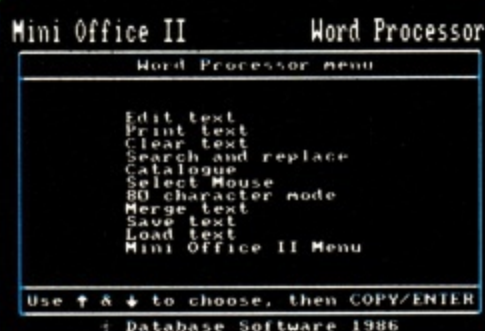 Mini Office II Word Processor
Word Processor menu
Edit text
Print text
Clear text
Search and replace
Catalogue
Select Mouse
80 character mode
Merge text
Save text
Load text
Mini Office II Menu
Use ↑ & ↓ to choose, then COPY/ENTER
Database Software 1986